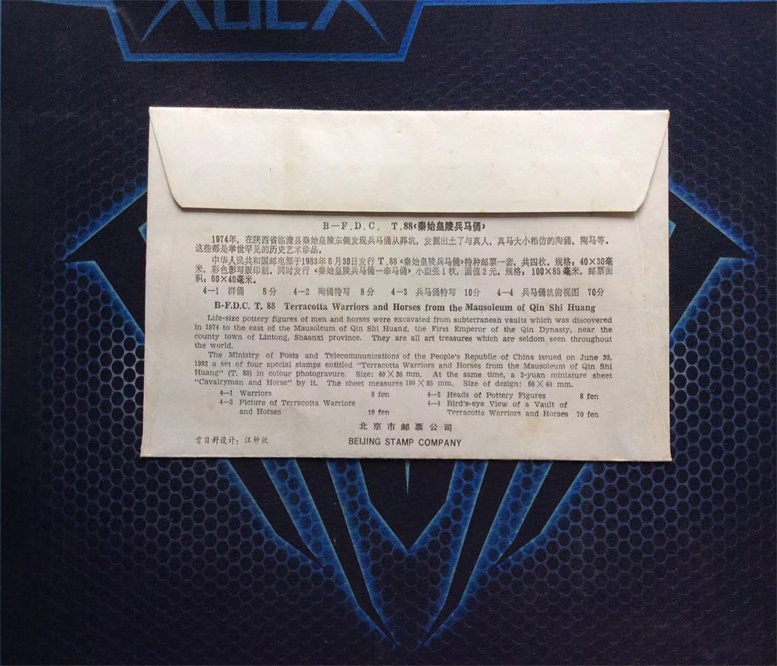 B-F.D.C. T.88《秦始皇陵兵马俑》
1974年，在陕西省临潼县秦始皇陵东侧发现兵马俑从葬坑，发掘出土了与真人、真马大小相仿的陶俑、陶马等。
这些都是举世罕见的历史艺术珍品。
中华人民共和国邮电部于1983年6月30日发行T.88《秦始皇陵兵马俑》特种邮票一套，共四枚。规格：40×30毫
米，彩色影写版印制。同时发行《秦始皇陵兵马俑—秦马俑》小型张1枚，面值2元。规格：100×85毫米，邮票面
积：60×40毫米。
4—1 群俑 8分 4—2 陶俑特写 8分 4—3 兵马俑特写 10分 4—4 兵马俑坑俯视图 70分
B-F.D.C. T. 88 Terracotta Warriors and Horses from the Mausoleum of Qin Shi Huang
Life-size pottery figures of men and horses were excavated from subterranean vaults which was discovered
in 1974 to the east of the Mausoleum of Qin Shi Huang, the First Emperor of the Qin Dynasty, near the
county town of Lintong, Shaanxi province. They are all art treasures which are seldom seen throughout
the world.
The Ministry of Posts and Telecommunications of the People's Republic of China issued on June 30,
1983 a set of four special stamps entitled "Terracotta Warriors and Horses from the Mausoleum of Qin Shi
Huang" (T. 88) in colour photogravure. Size: 40×30 mm. At the same time, a 2-yuan miniature sheet
"Cavalryman and Horse" by it. The sheet measures 100×85 mm. Size of design: 60×40 mm.
4—1 Warriors 8 fen 4—2 Heads of Pottery Figures 8 fen
4—3 Picture of Terracotta Warriors 4—4 Bird's-eye View of a Vault of
and Horses 10 fen Terracotta Warriors and Horses 70 fen
北京市邮票公司
首日封设计：江钟放 BEIJING STAMP COMPANY